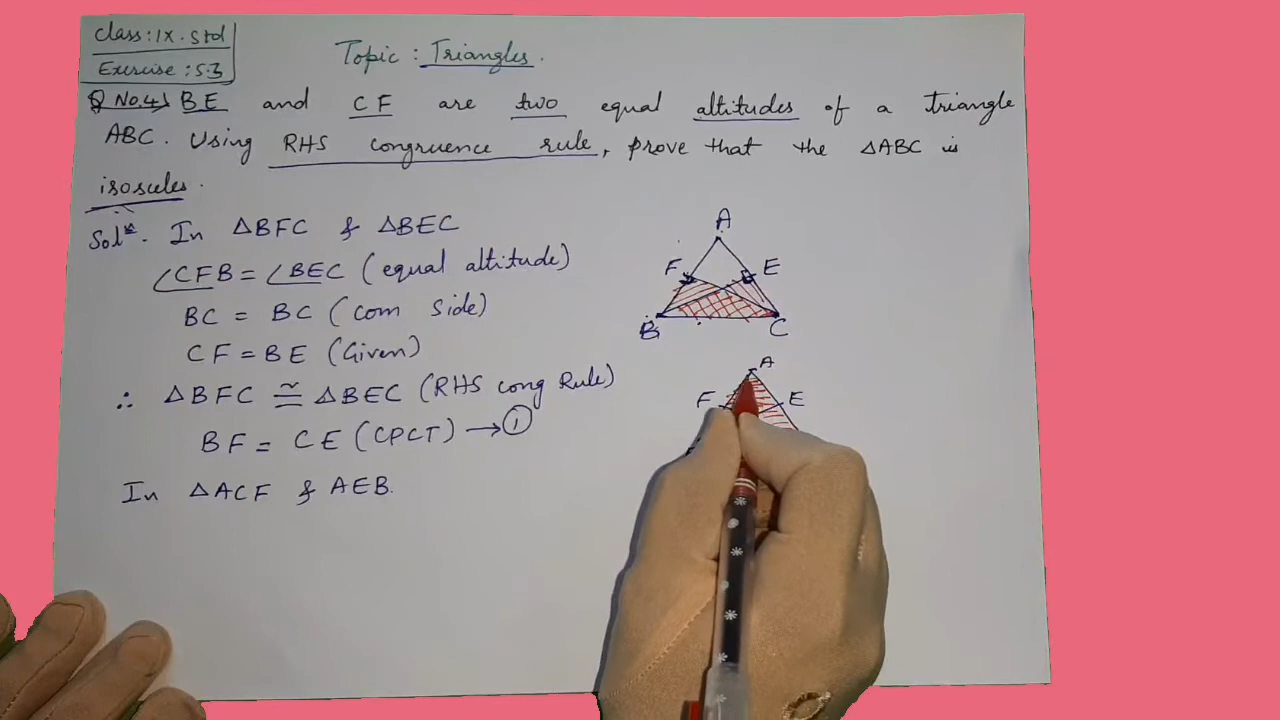 Class: IX. Std
Exercise: 5.3
Topic: Triangles.
Q No.4) BE and CF are two equal altitudes of a triangle
ABC. Using RHS congruence rule, prove that the △ABC is
isosules.
Solⁿ. In △BFC & △BEC
∠CFB = ∠BEC (equal altitude)
BC = BC (com side)
CF = BE (Given)
∴ △BFC ≅ △BEC (RHS cong Rule)
BF = CE (CPCT) → ①
In △ACF & AEB.
A
F E
B C
A
F E